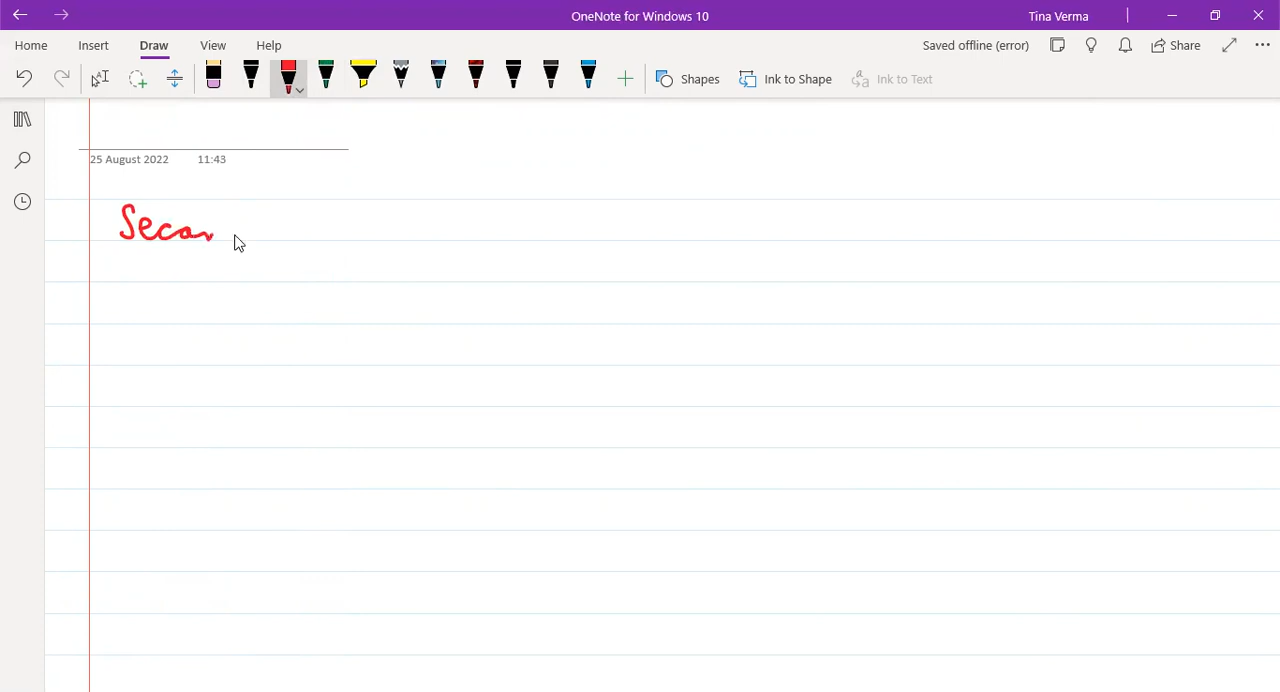 OneNote for Windows 10
Tina Verma
Home Insert Draw View Help
Saved offline (error)
Share
Shapes
Ink to Shape
Ink to Text
25 August 2022 11:43
Secan